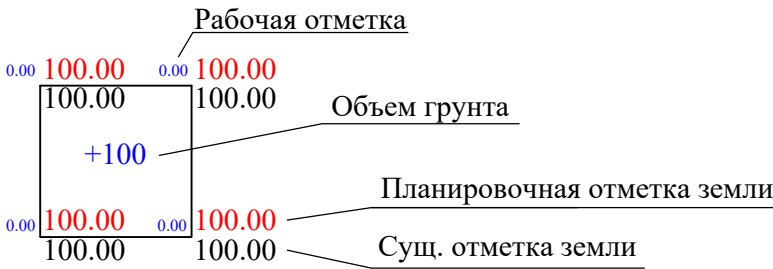 Рабочая отметка
0.00 100.00 0.00 100.00
100.00 100.00
Объем грунта
+100
Планировочная отметка земли
0.00 100.00 0.00 100.00
100.00 100.00
Сущ. отметка земли